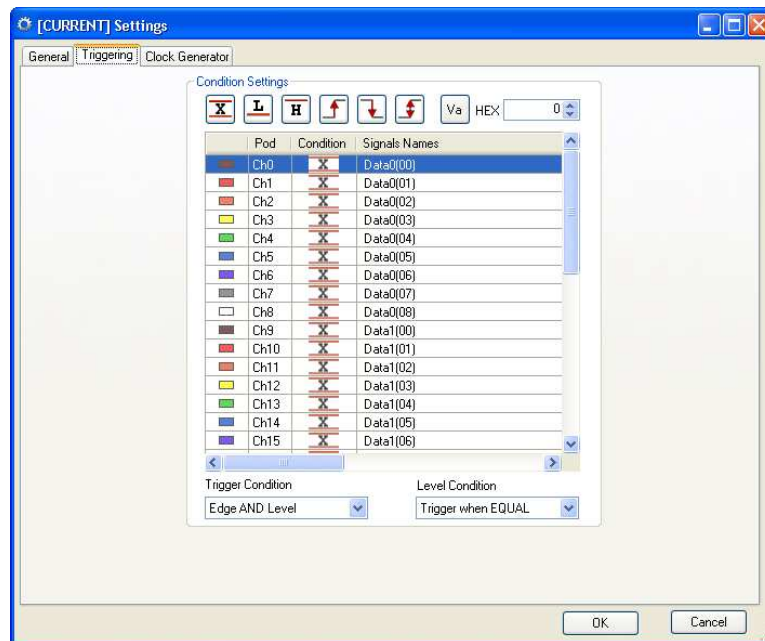 [CURRENT] Settings
General Triggering Clock Generator
Condition Settings
X L H Va HEX 0
Pod Condition Signals Names
Ch0 X Data0(00)
Ch1 X Data0(01)
Ch2 X Data0(02)
Ch3 X Data0(03)
Ch4 X Data0(04)
Ch5 X Data0(05)
Ch6 X Data0(06)
Ch7 X Data0(07)
Ch8 X Data0(08)
Ch9 X Data1(00)
Ch10 X Data1(01)
Ch11 X Data1(02)
Ch12 X Data1(03)
Ch13 X Data1(04)
Ch14 X Data1(05)
Ch15 X Data1(06)
Trigger Condition Level Condition
Edge AND Level Trigger when EQUAL
OK Cancel